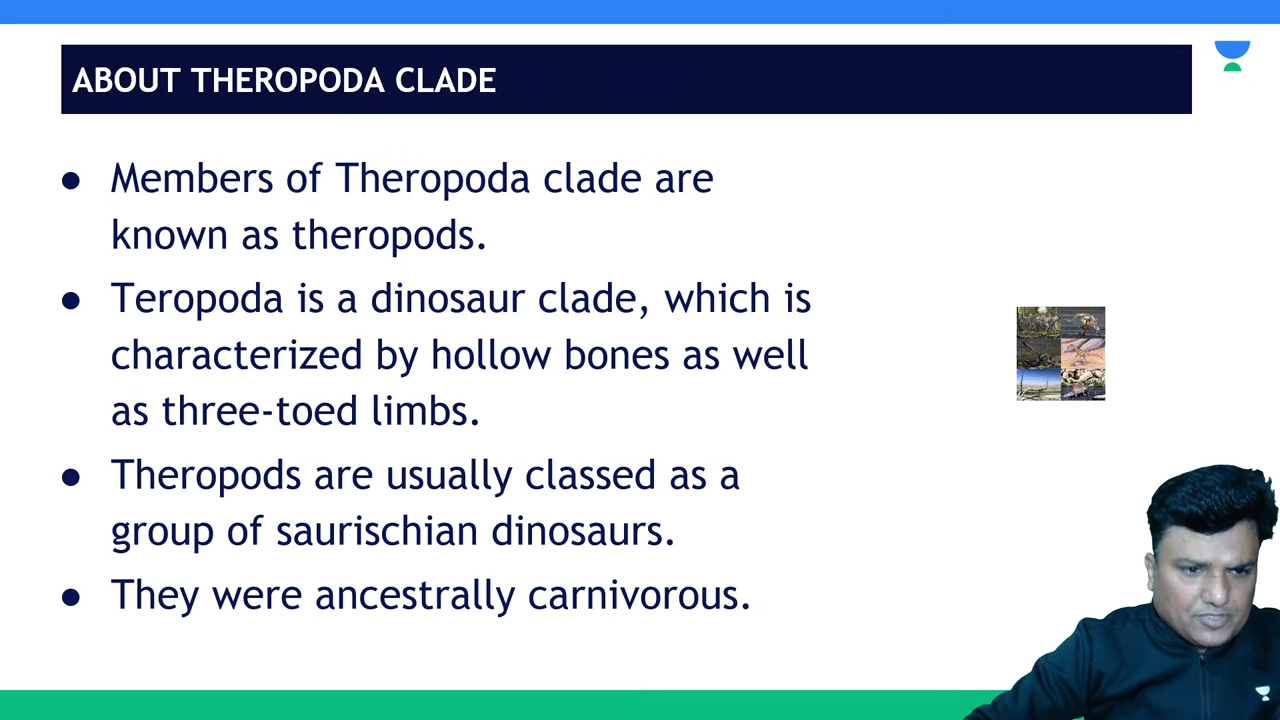 ABOUT THEROPODA CLADE
● Members of Theropoda clade are
known as theropods.
● Teropoda is a dinosaur clade, which is
characterized by hollow bones as well
as three-toed limbs.
● Theropods are usually classed as a
group of saurischian dinosaurs.
● They were ancestrally carnivorous.